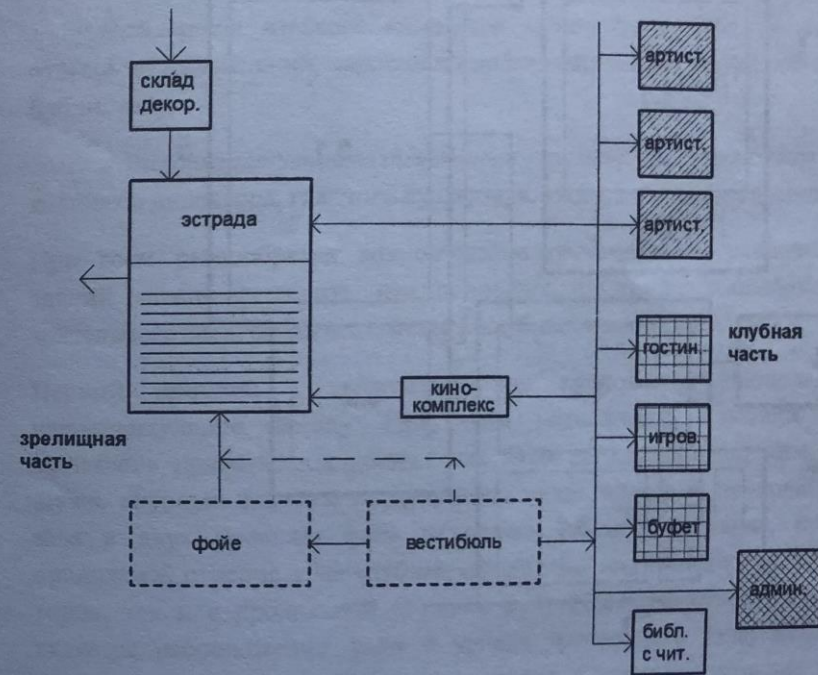 склад
декор.
эстрада
зрелищная
часть
кино-
комплекс
фойе
вестибюль
артист.
артист.
артист.
гостин.
клубная
часть
игров.
буфет
админ.
библ.
с чит.